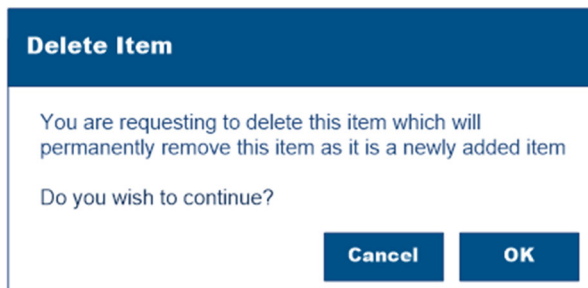 Delete Item
You are requesting to delete this item which will
permanently remove this item as it is a newly added item
Do you wish to continue?
Cancel OK